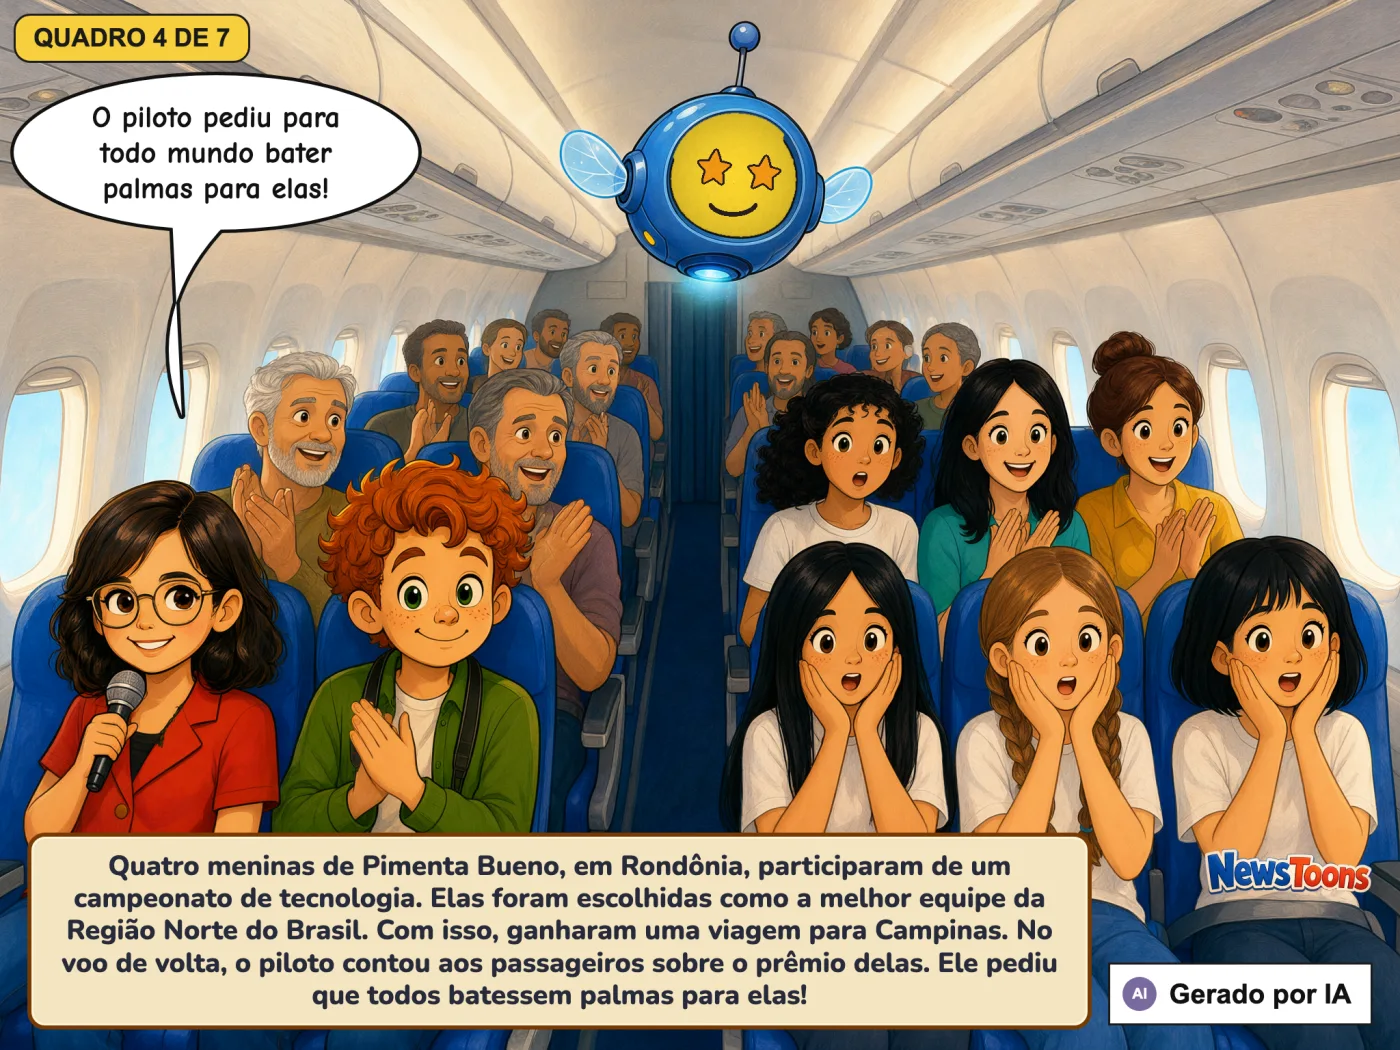 QUADRO 4 DE 7
O piloto pediu para
todo mundo bater
palmas para elas!
Quatro meninas de Pimenta Bueno, em Rondônia, participaram de um
campeonato de tecnologia. Elas foram escolhidas como a melhor equipe da
Região Norte do Brasil. Com isso, ganharam uma viagem para Campinas. No
voo de volta, o piloto contou aos passageiros sobre o prêmio delas. Ele pediu
que todos batessem palmas para elas!
NewsToons
AI Gerado por IA